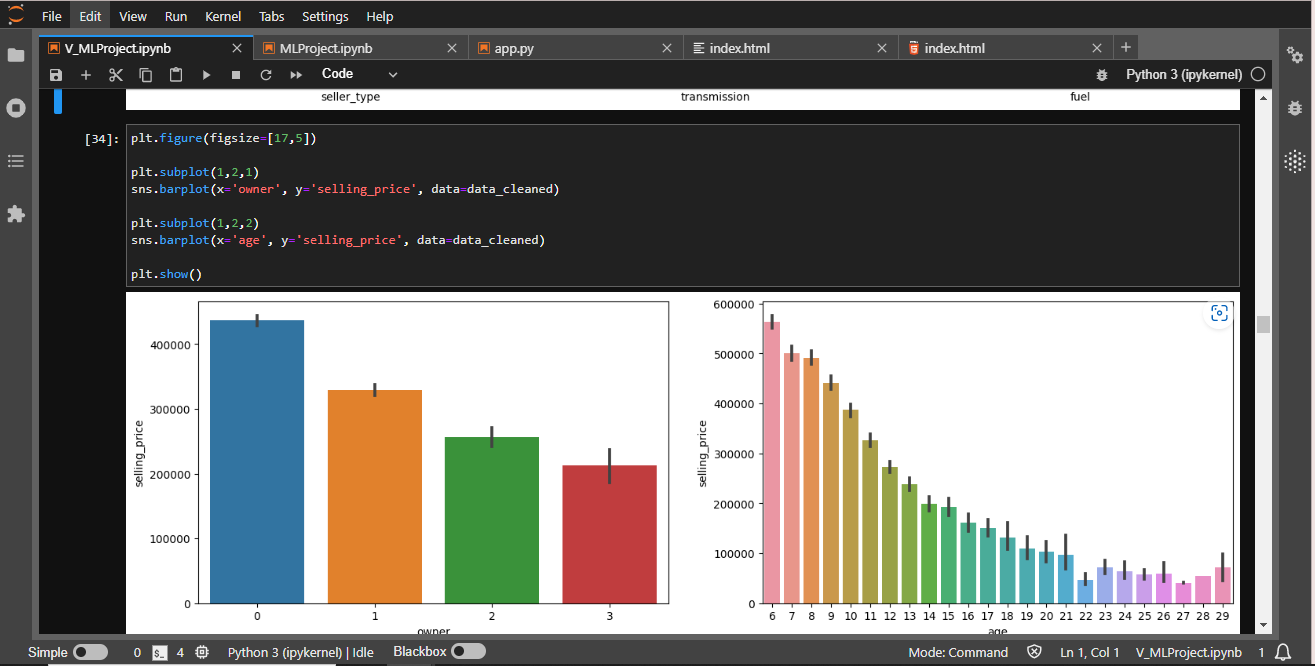 File Edit View Run Kernel Tabs Settings Help
V_MLProject.ipynb MLProject.ipynb app.py index.html index.html
Code Python 3 (ipykernel)
seller_type transmission fuel
[34]: plt.figure(figsize=[17,5])
plt.subplot(1,2,1)
sns.barplot(x='owner', y='selling_price', data=data_cleaned)
plt.subplot(1,2,2)
sns.barplot(x='age', y='selling_price', data=data_cleaned)
plt.show()
400000
300000
200000
100000
0
selling_price
0 1 2 3
owner
600000
500000
400000
300000
200000
100000
0
selling_price
6 7 8 9 10 11 12 13 14 15 16 17 18 19 20 21 22 23 24 25 26 27 28 29
age
Simple 0 $_ 4 Python 3 (ipykernel) | Idle Blackbox Mode: Command Ln 1, Col 1 V_MLProject.ipynb 1